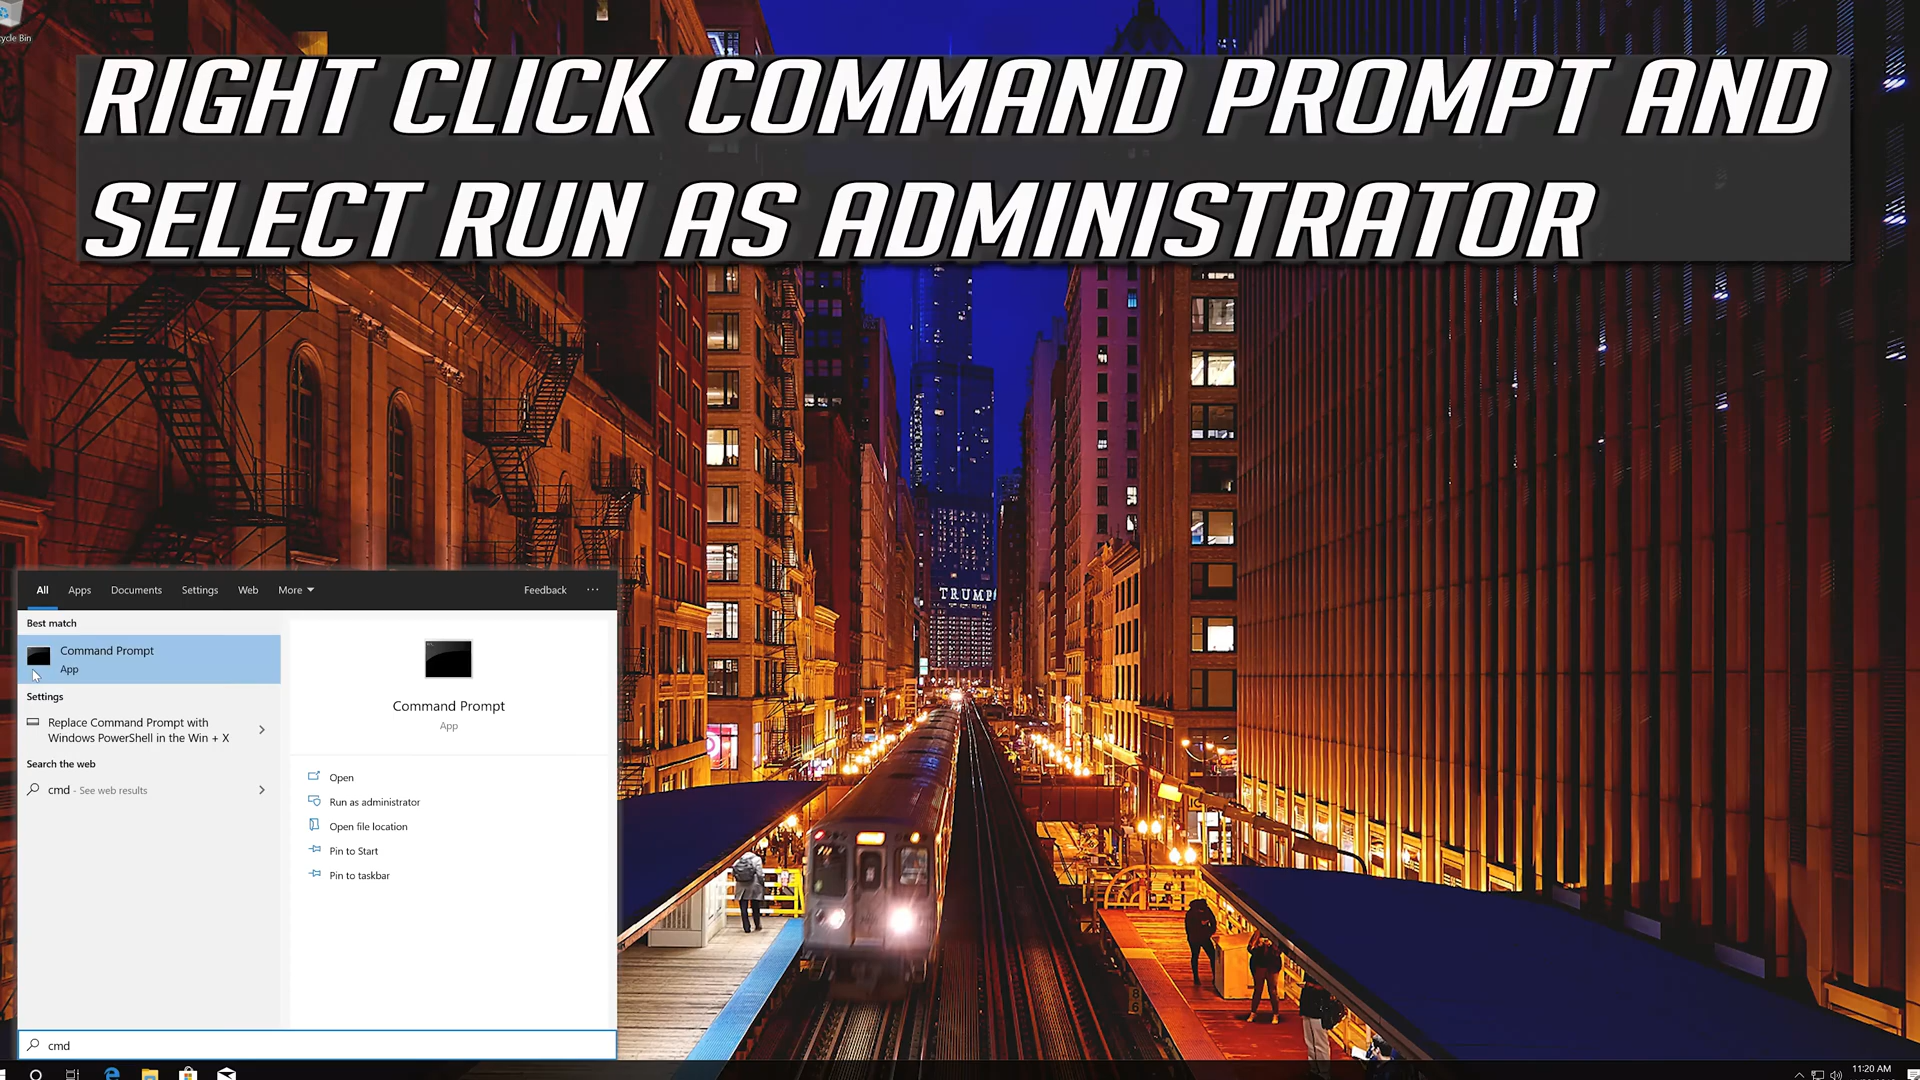 cycle Bin
RIGHT CLICK COMMAND PROMPT AND
SELECT RUN AS ADMINISTRATOR
TRUMP
All Apps Documents Settings Web More Feedback ...
Best match
Command Prompt
App
Settings
Replace Command Prompt with
Windows PowerShell in the Win + X
Search the web
cmd - See web results
Command Prompt
App
Open
Run as administrator
Open file location
Pin to Start
Pin to taskbar
cmd
11:20 AM